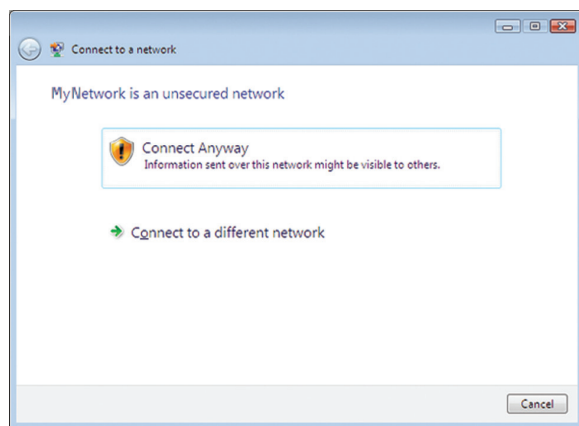 Connect to a network
MyNetwork is an unsecured network
Connect Anyway
Information sent over this network might be visible to others.
Connect to a different network
Cancel